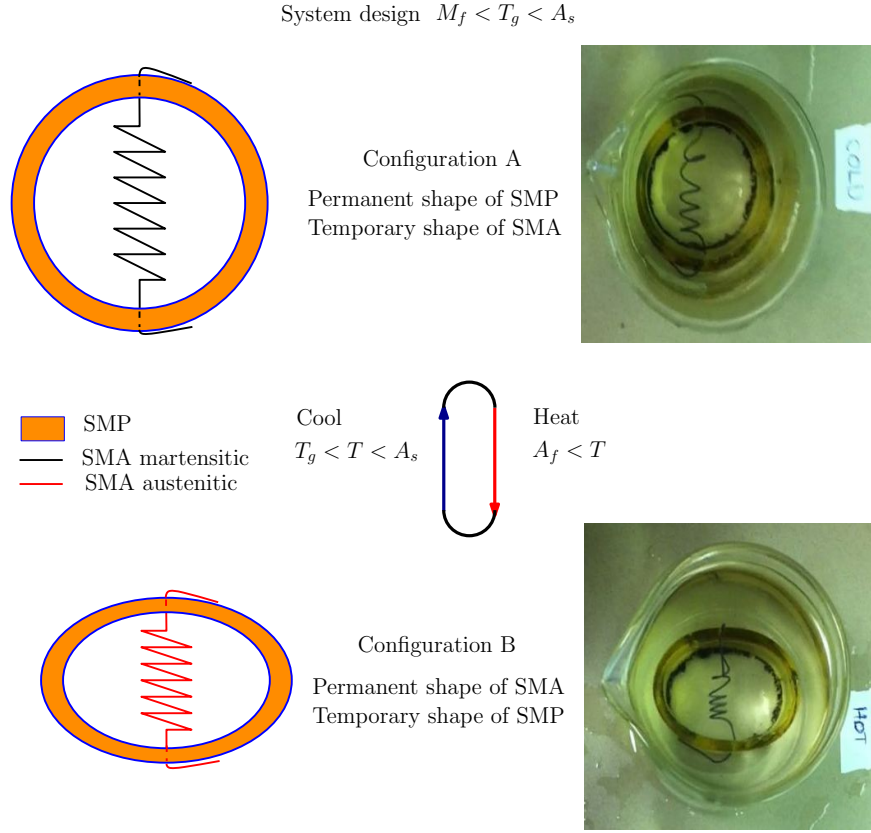 System design $M_f < T_g < A_s$
Configuration A
Permanent shape of SMP
Temporary shape of SMA
COLD
SMP
SMA martensitic
SMA austenitic
Cool
$T_g < T < A_s$
Heat
$A_f < T$
Configuration B
Permanent shape of SMA
Temporary shape of SMP
HOT